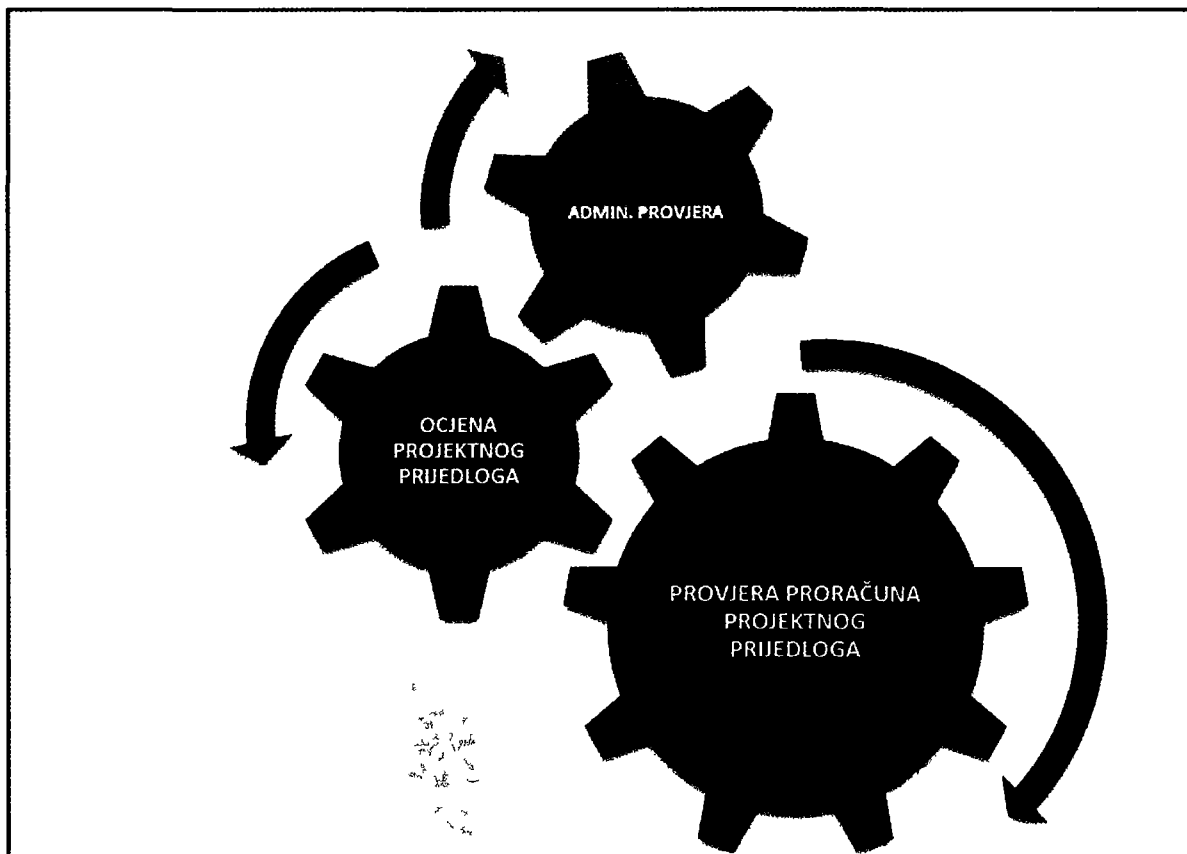 ADMIN. PROVJERA
OCJENA
PROJEKTNOG
PRIJEDLOGA
PROVJERA PRORAČUNA
PROJEKTNOG
PRIJEDLOGA